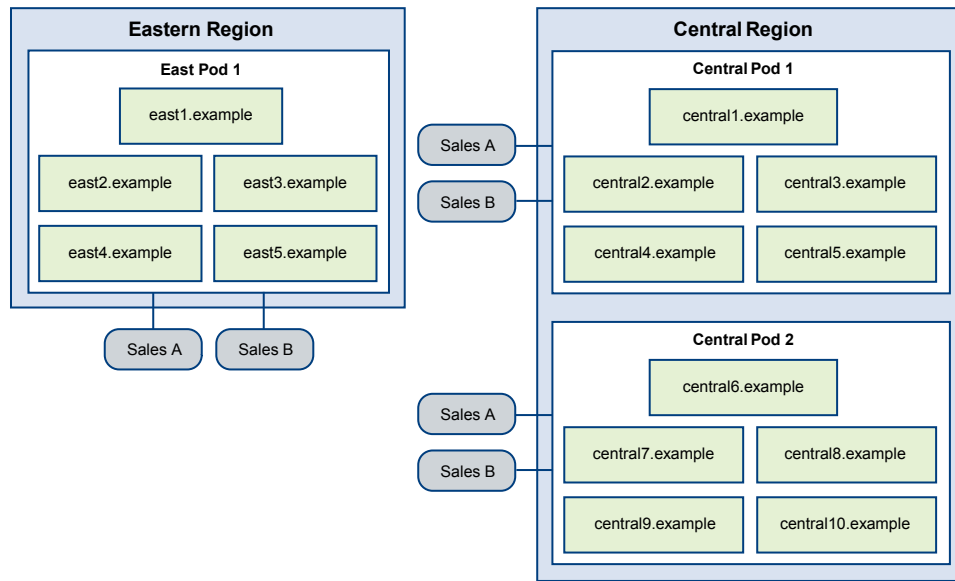 Eastern Region
East Pod 1
east1.example
east2.example
east3.example
east4.example
east5.example
Sales A
Sales B
Central Region
Central Pod 1
central1.example
Sales A
central2.example
central3.example
Sales B
central4.example
central5.example
Central Pod 2
central6.example
Sales A
central7.example
central8.example
Sales B
central9.example
central10.example